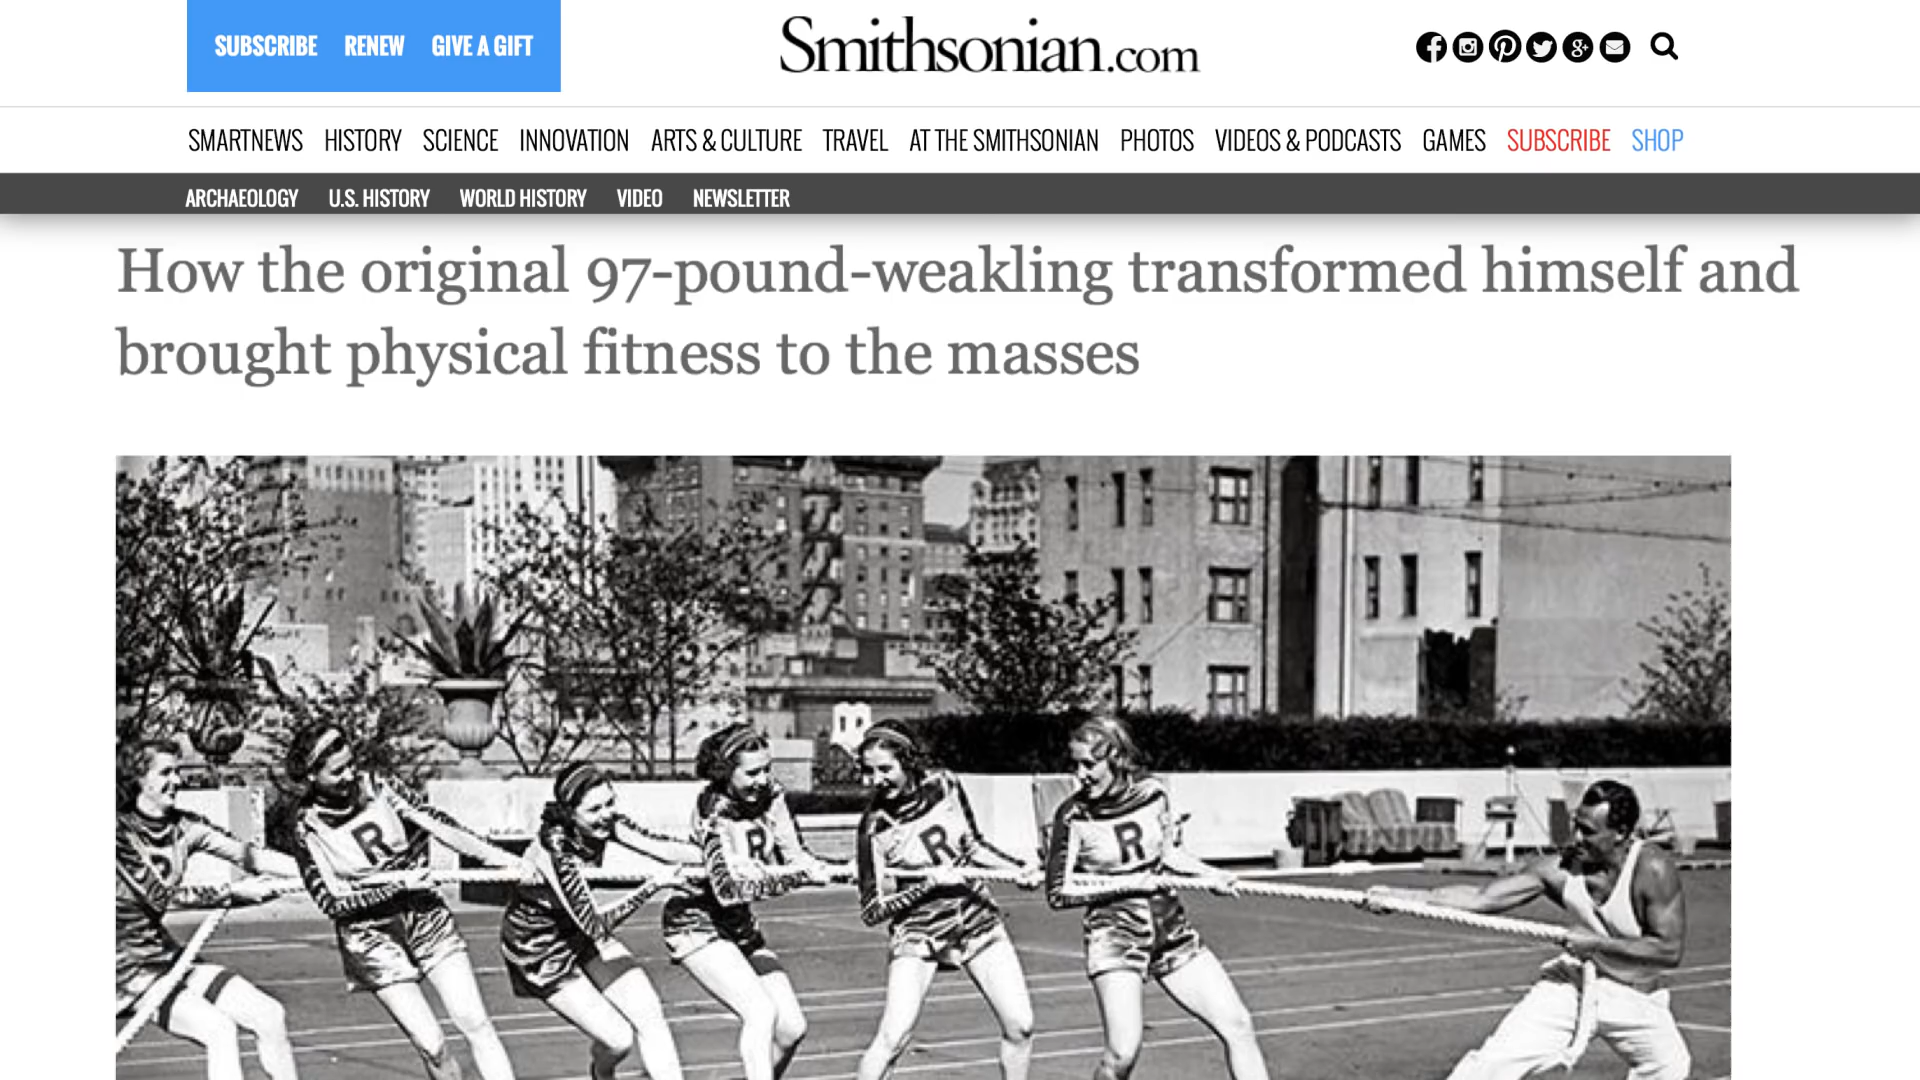 SUBSCRIBE RENEW GIVE A GIFT
Smithsonian.com
SMARTNEWS HISTORY SCIENCE INNOVATION ARTS & CULTURE TRAVEL AT THE SMITHSONIAN PHOTOS VIDEOS & PODCASTS GAMES SUBSCRIBE SHOP
ARCHAEOLOGY U.S. HISTORY WORLD HISTORY VIDEO NEWSLETTER
How the original 97-pound-weakling transformed himself and
brought physical fitness to the masses
R
R
R
R